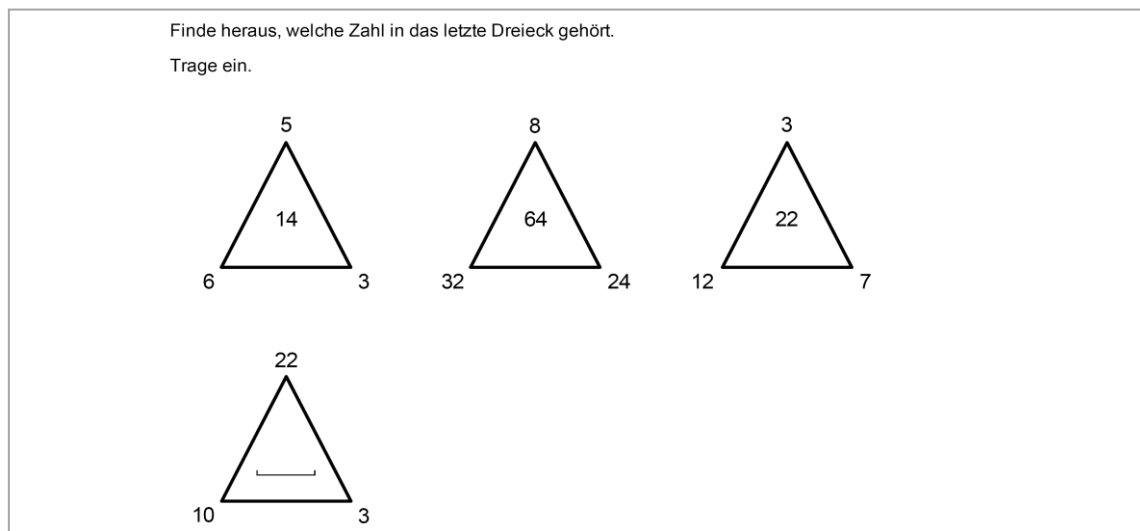 Finde heraus, welche Zahl in das letzte Dreieck gehört.
Trage ein.
5 8 3
14 64 22
6 3 32 24 12 7
22
10 3